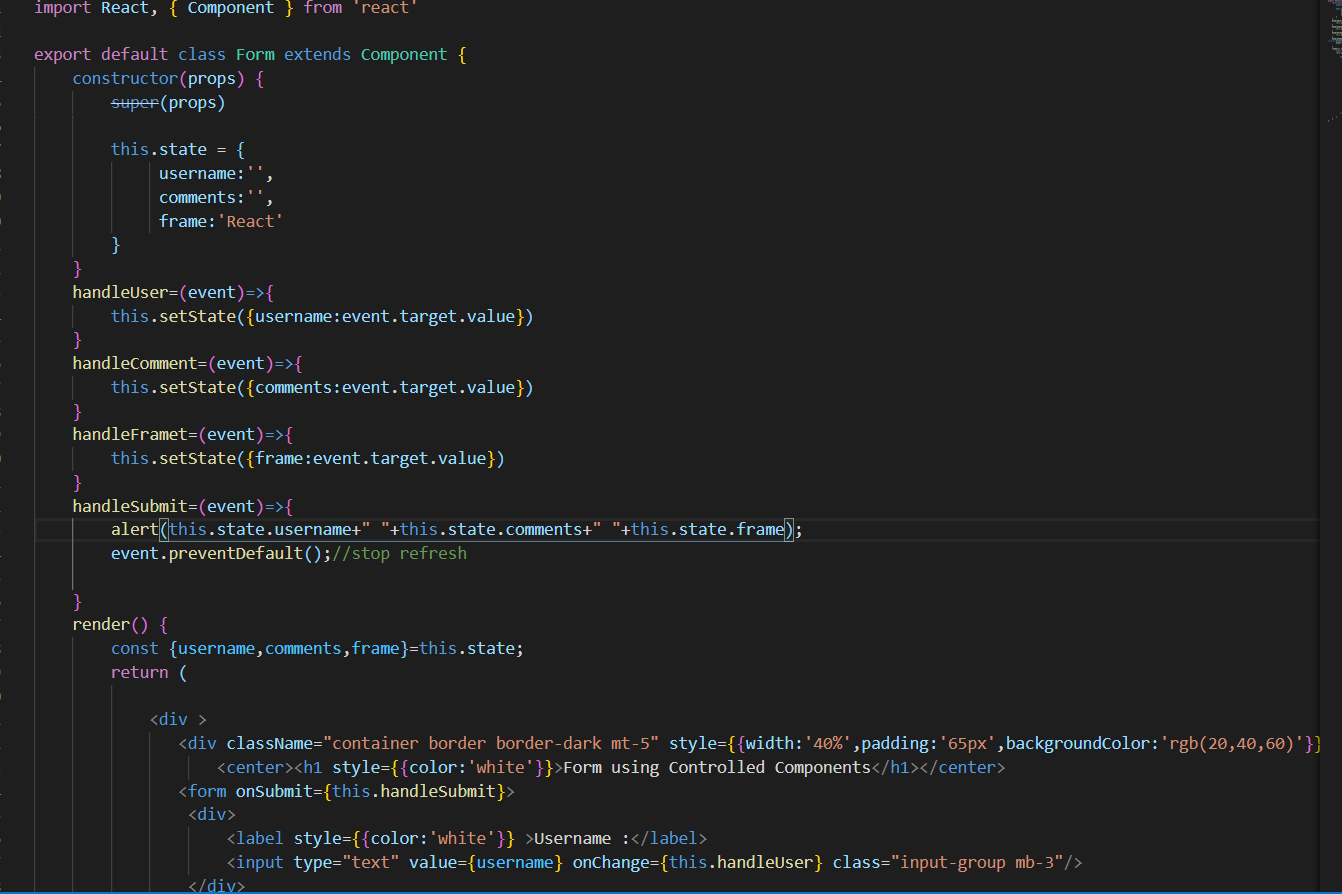 import React, { Component } from 'react'
export default class Form extends Component {
constructor(props) {
super(props)
this.state = {
username:'',
comments:'',
frame:'React'
}
}
handleUser=(event)=>{
this.setState({username:event.target.value})
}
handleComment=(event)=>{
this.setState({comments:event.target.value})
}
handleFramet=(event)=>{
this.setState({frame:event.target.value})
}
handleSubmit=(event)=>{
alert(this.state.username+" "+this.state.comments+" "+this.state.frame);
event.preventDefault();//stop refresh
}
render() {
const {username,comments,frame}=this.state;
return (
<div >
<div className="container border border-dark mt-5" style={{width:'40%',padding:'65px',backgroundColor:'rgb(20,40,60)'}}
<center><h1 style={{color:'white'}}>Form using Controlled Components</h1></center>
<form onSubmit={this.handleSubmit}>
<div>
<label style={{color:'white'}} >Username :</label>
<input type="text" value={username} onChange={this.handleUser} class="input-group mb-3"/>
</div>